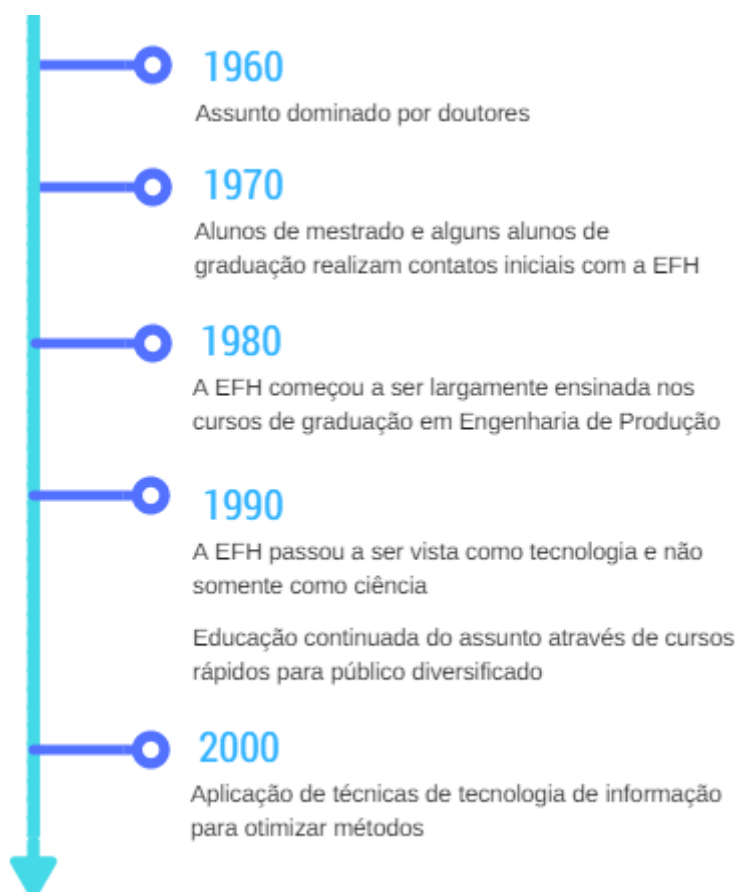 1960
Assunto dominado por doutores
1970
Alunos de mestrado e alguns alunos de
graduação realizam contatos iniciais com a EFH
1980
A EFH começou a ser largamente ensinada nos
cursos de graduação em Engenharia de Produção
1990
A EFH passou a ser vista como tecnologia e não
somente como ciência
Educação continuada do assunto através de cursos
rápidos para público diversificado
2000
Aplicação de técnicas de tecnologia de informação
para otimizar métodos